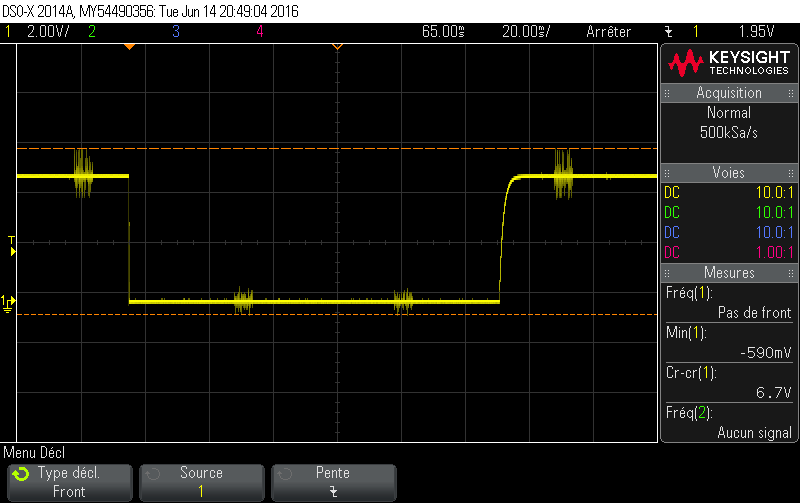 DSO-X 2014A, MY54490356: Tue Jun 14 20:49:04 2016
1 2.00V/ 2 3 4 65.00s 20.00s/ Arrêter 1 1.95V
KEYSIGHT
TECHNOLOGIES
Acquisition
Normal
500kSa/s
Voies
DC 10.0:1
DC 10.0:1
DC 10.0:1
DC 1.00:1
Mesures
Fréq(1):
Pas de front
Min(1):
-590mV
Cr-cr(1):
6.7V
Fréq(2):
Aucun signal
T
1
Menu Décl
Type décl.
Front
Source
1
Pente